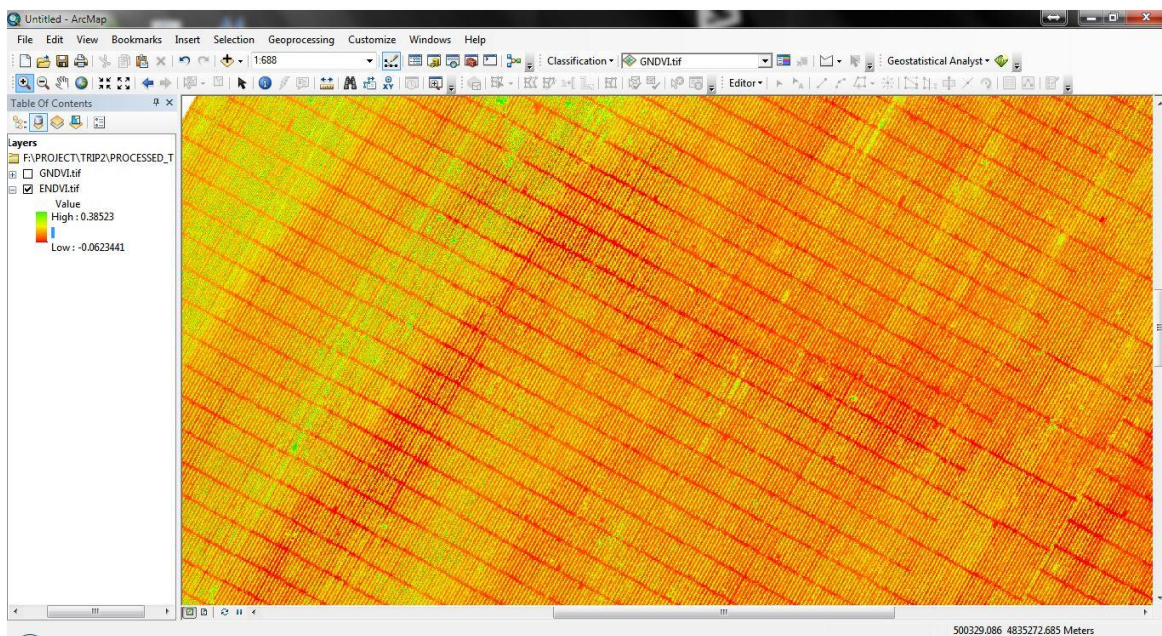 Untitled - ArcMap
File Edit View Bookmarks Insert Selection Geoprocessing Customize Windows Help
1:688 Classification GNDVI.tif Geostatistical Analyst
Editor
Table Of Contents
Layers
F:\PROJECT\TRIP2\PROCESSED_T
GNDVI.tif
ENDVI.tif
Value
High : 0.38523
Low : -0.0623441
500329.086 4835272.685 Meters